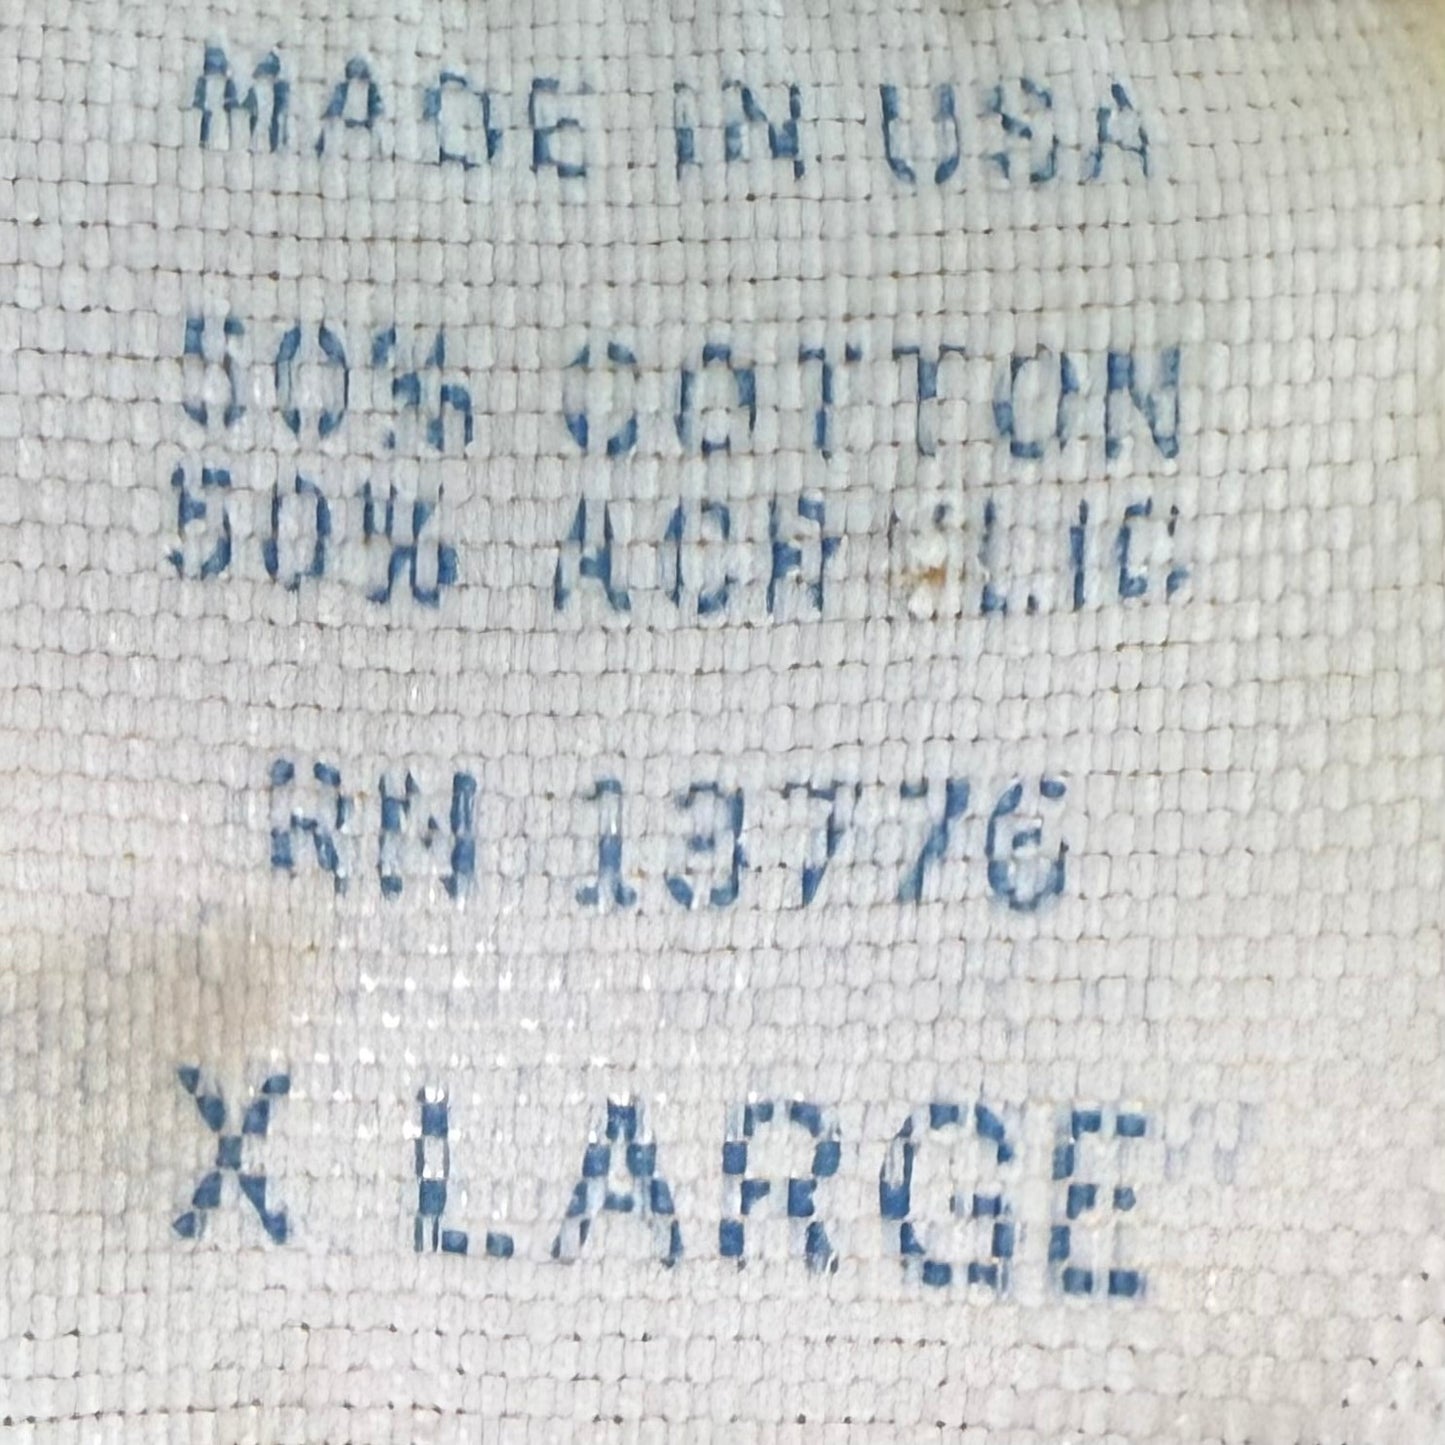 MADE IN USA
50% COTTON
50% ACRYLIC
RN 13776
X LARGE